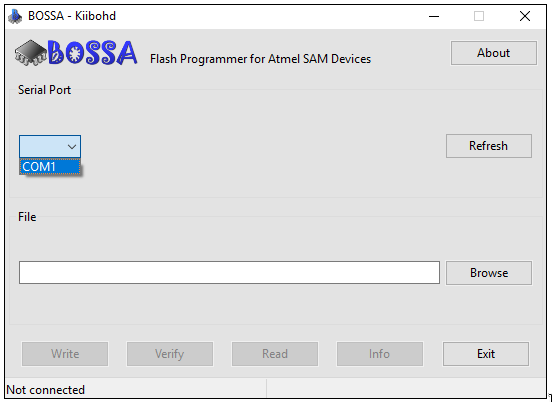 BOSSA - Kiibohd
BOSSA Flash Programmer for Atmel SAM Devices
About
Serial Port
COM1
Refresh
File
Browse
Write Verify Read Info Exit
Not connected